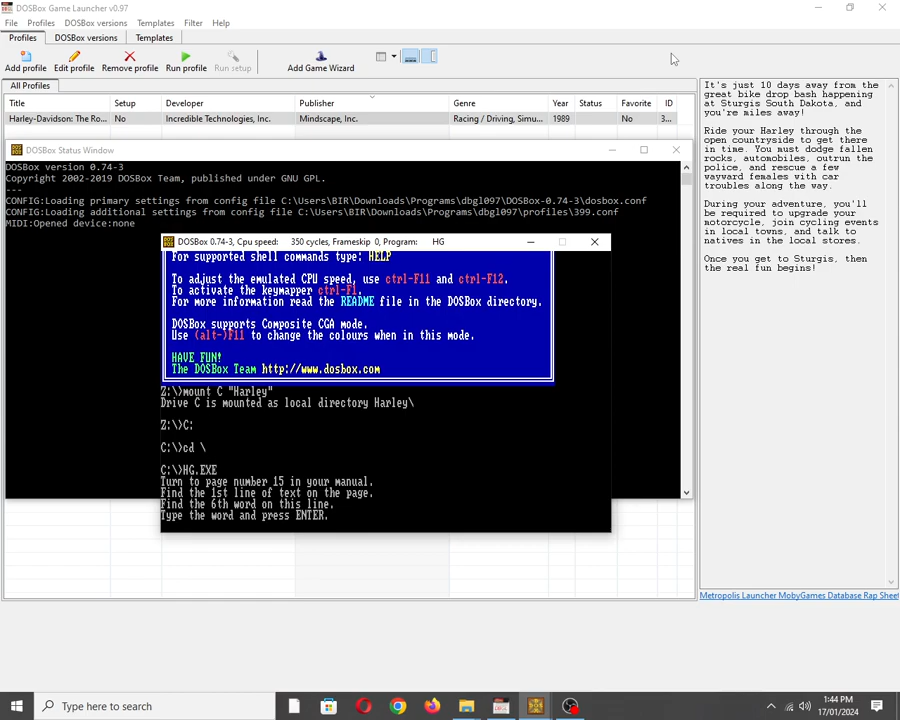 DOSBox Game Launcher v0.97
File Profiles DOSBox versions Templates Filter Help
Profiles DOSBox versions Templates
Add profile Edit profile Remove profile Run profile Run setup Add Game Wizard
All Profiles
Title Setup Developer Publisher Genre Year Status Favorite ID
Harley-Davidson: The Ro... No Incredible Technologies, Inc. Mindscape, Inc. Racing / Driving, Simu... 1989 No 3...
DOSBox Status Window
DOSBox version 0.74-3
Copyright 2002-2019 DOSBox Team, published under GNU GPL.
---
CONFIG:Loading primary settings from config file C:\Users\BIR\Downloads\Programs\dbgl097\DOSBox-0.74-3\dosbox.conf
CONFIG:Loading additional settings from config file C:\Users\BIR\Downloads\Programs\dbgl097\profiles\399.conf
MIDI:Opened device:none
DOSBox 0.74-3, Cpu speed: 350 cycles, Frameskip 0, Program: HG
For supported shell commands type: HELP
To adjust the emulated CPU speed, use ctrl-F11 and ctrl-F12.
To activate the keymapper ctrl-F1.
For more information read the README file in the DOSBox directory.
DOSBox supports Composite CGA mode.
Use (alt-)F11 to change the colours when in this mode.
HAVE FUN!
The DOSBox Team http://www.dosbox.com
Z:\>mount C "Harley"
Drive C is mounted as local directory Harley\
Z:\>C:
C:\>cd \
C:\>HG.EXE
Turn to page number 15 in your manual.
Find the 1st line of text on the page.
Find the 6th word on this line.
Type the word and press ENTER.
It's just 10 days away from the
great bike drop bash happening
at Sturgis South Dakota, and
you're miles away!
Ride your Harley through the
open countryside to get there
in time. You must dodge fallen
rocks, automobiles, outrun the
police, and rescue a few
wayward females with car
troubles along the way.
During your adventure, you'll
be required to upgrade your
motorcycle, join cycling events
in local towns, and talk to
natives in the local stores.
Once you get to Sturgis, then
the real fun begins!
Metropolis Launcher MobyGames Database Rap Sheet
Type here to search
1:44 PM
17/01/2024